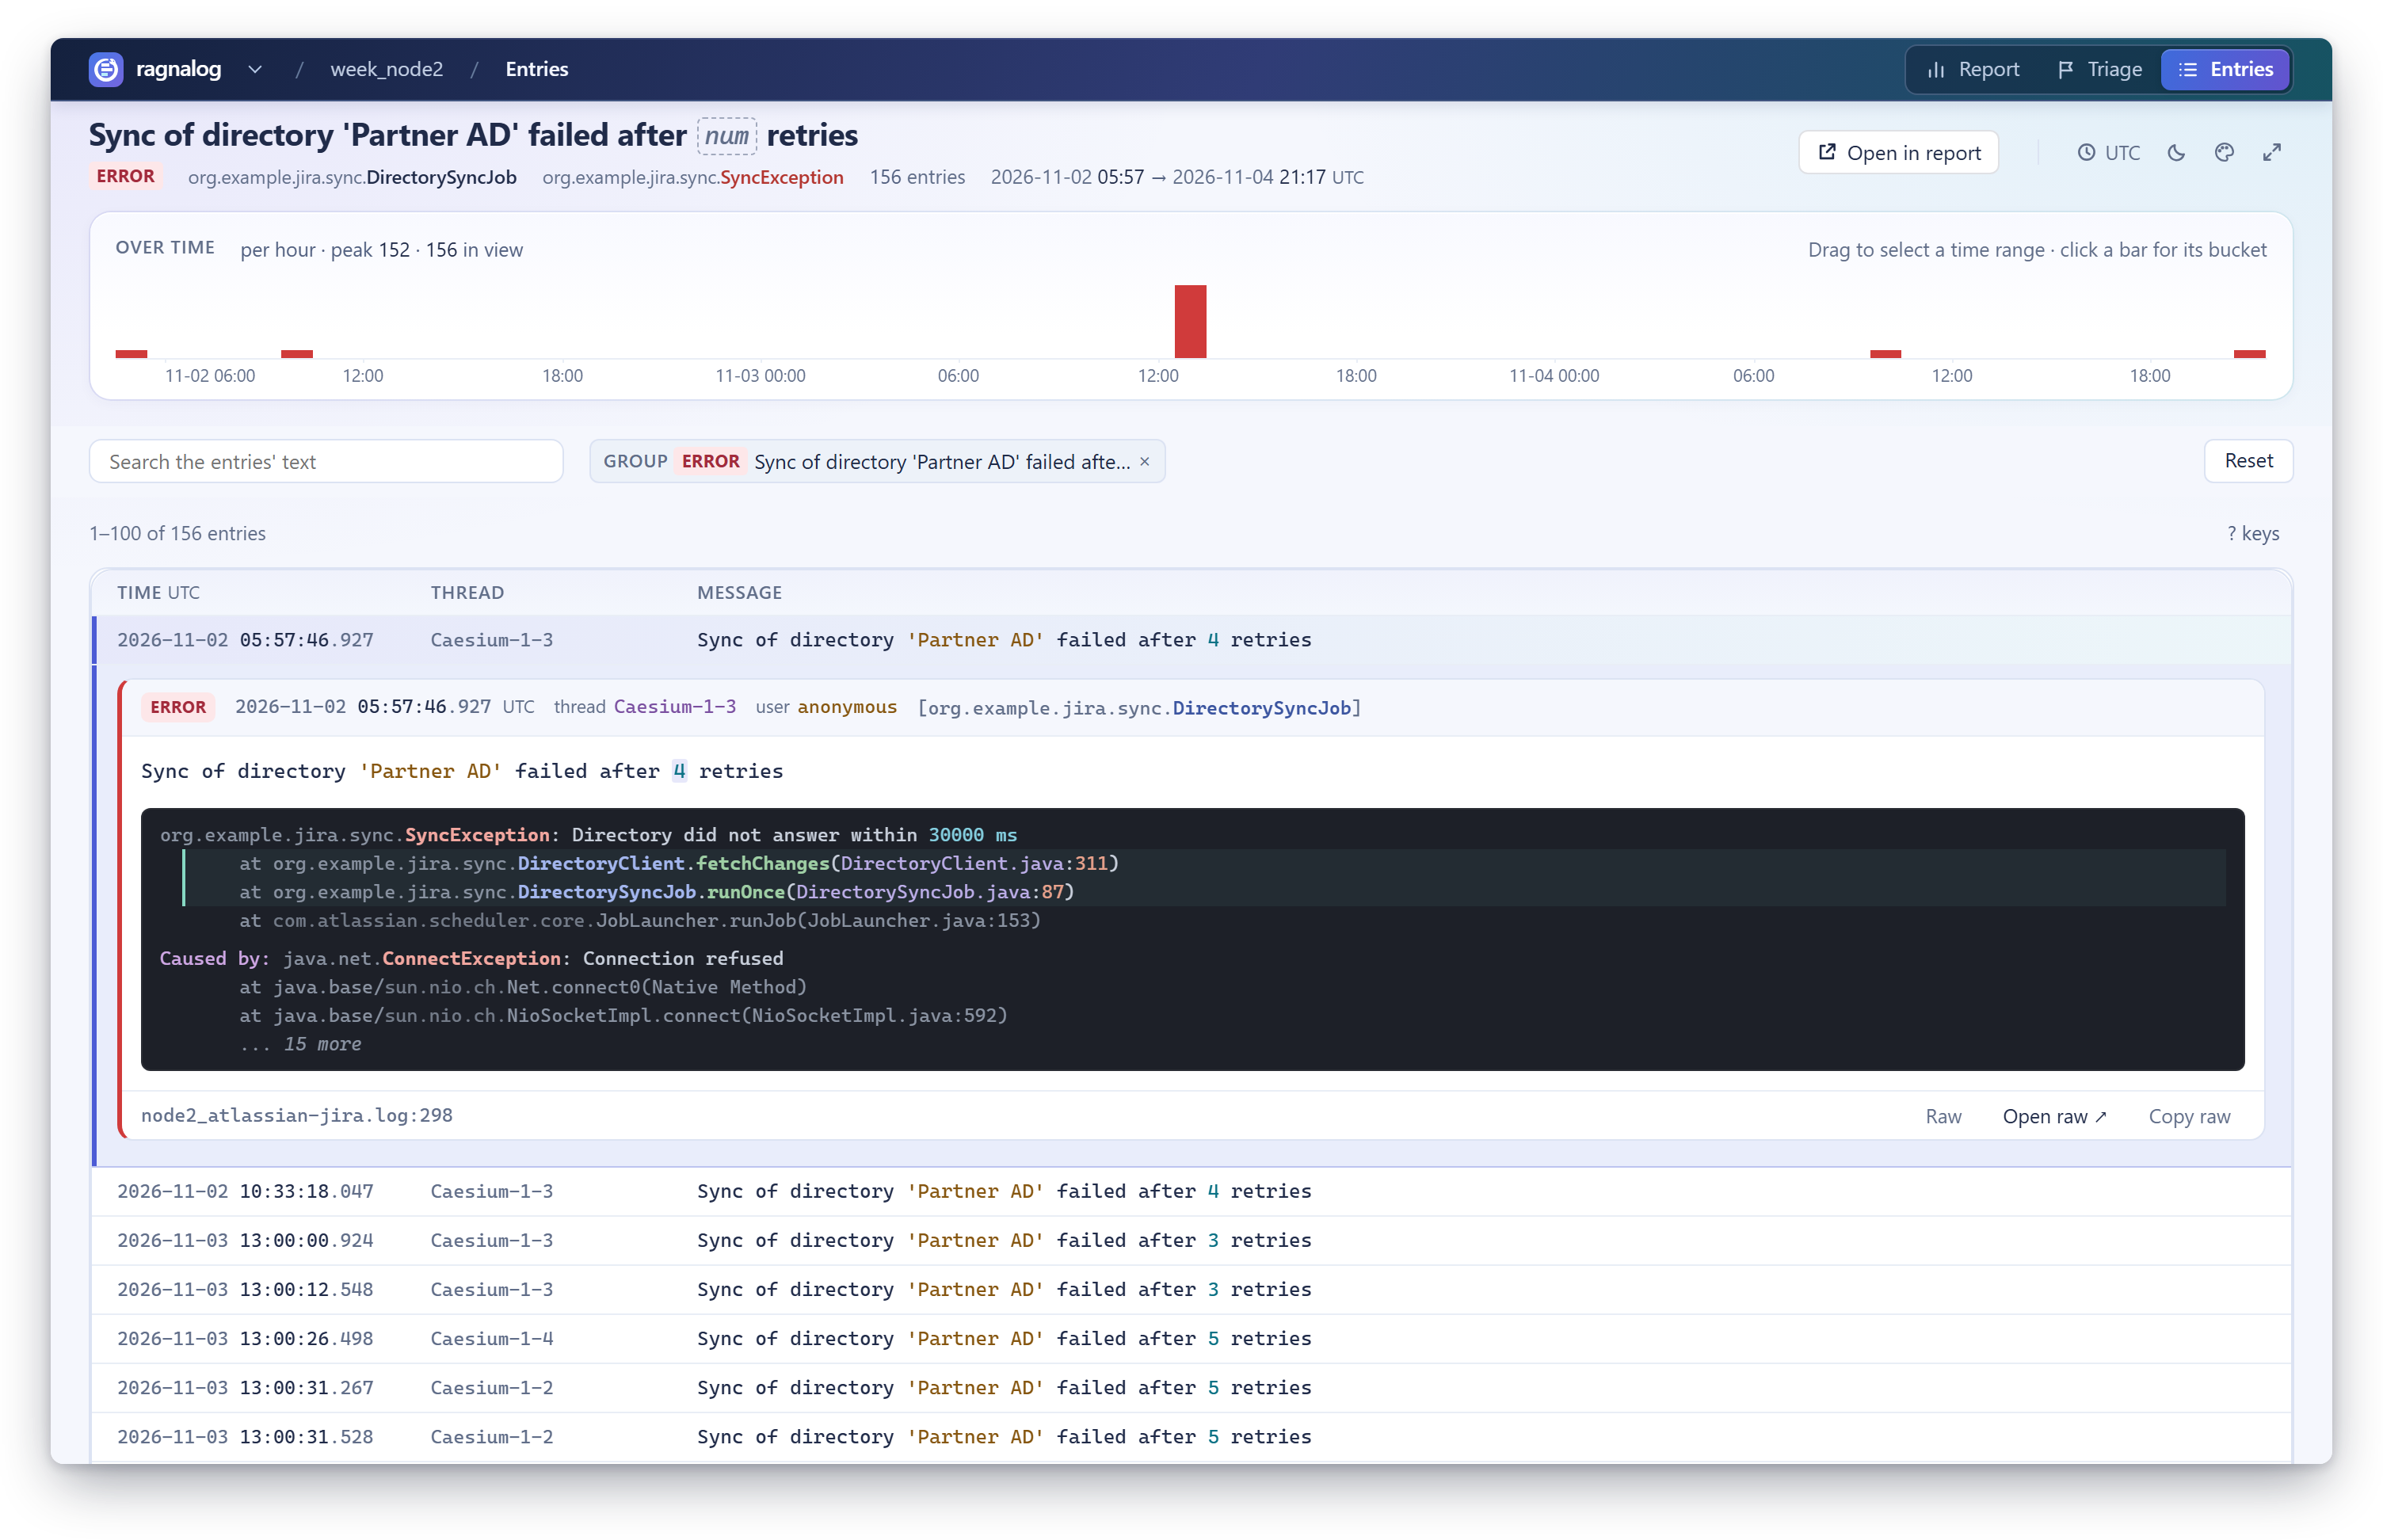 ragnalog / week_node2 / Entries Report Triage Entries
Sync of directory 'Partner AD' failed after num retries
Open in report UTC
ERROR org.example.jira.sync.DirectorySyncJob org.example.jira.sync.SyncException 156 entries 2026-11-02 05:57 → 2026-11-04 21:17 UTC
OVER TIME per hour · peak 152 · 156 in view Drag to select a time range · click a bar for its bucket
11-02 06:00 12:00 18:00 11-03 00:00 06:00 12:00 18:00 11-04 00:00 06:00 12:00 18:00
Search the entries' text GROUP ERROR Sync of directory 'Partner AD' failed afte... × Reset
1–100 of 156 entries ? keys
TIME UTC THREAD MESSAGE
2026-11-02 05:57:46.927 Caesium-1-3 Sync of directory 'Partner AD' failed after 4 retries
ERROR 2026-11-02 05:57:46.927 UTC thread Caesium-1-3 user anonymous [org.example.jira.sync.DirectorySyncJob]
Sync of directory 'Partner AD' failed after 4 retries
org.example.jira.sync.SyncException: Directory did not answer within 30000 ms
at org.example.jira.sync.DirectoryClient.fetchChanges(DirectoryClient.java:311)
at org.example.jira.sync.DirectorySyncJob.runOnce(DirectorySyncJob.java:87)
at com.atlassian.scheduler.core.JobLauncher.runJob(JobLauncher.java:153)
Caused by: java.net.ConnectException: Connection refused
at java.base/sun.nio.ch.Net.connect0(Native Method)
at java.base/sun.nio.ch.NioSocketImpl.connect(NioSocketImpl.java:592)
... 15 more
node2_atlassian-jira.log:298 Raw Open raw ↗ Copy raw
2026-11-02 10:33:18.047 Caesium-1-3 Sync of directory 'Partner AD' failed after 4 retries
2026-11-03 13:00:00.924 Caesium-1-3 Sync of directory 'Partner AD' failed after 3 retries
2026-11-03 13:00:12.548 Caesium-1-3 Sync of directory 'Partner AD' failed after 3 retries
2026-11-03 13:00:26.498 Caesium-1-4 Sync of directory 'Partner AD' failed after 5 retries
2026-11-03 13:00:31.267 Caesium-1-2 Sync of directory 'Partner AD' failed after 5 retries
2026-11-03 13:00:31.528 Caesium-1-2 Sync of directory 'Partner AD' failed after 5 retries